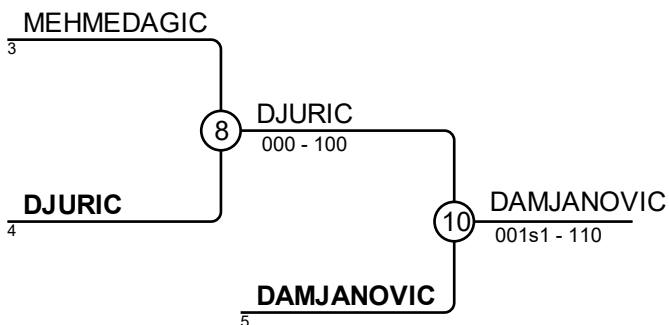 MEHMEDAGIC
3
8
DJURIC
000 - 100
DJURIC
4
10
DAMJANOVIC
001s1 - 110
DAMJANOVIC
5